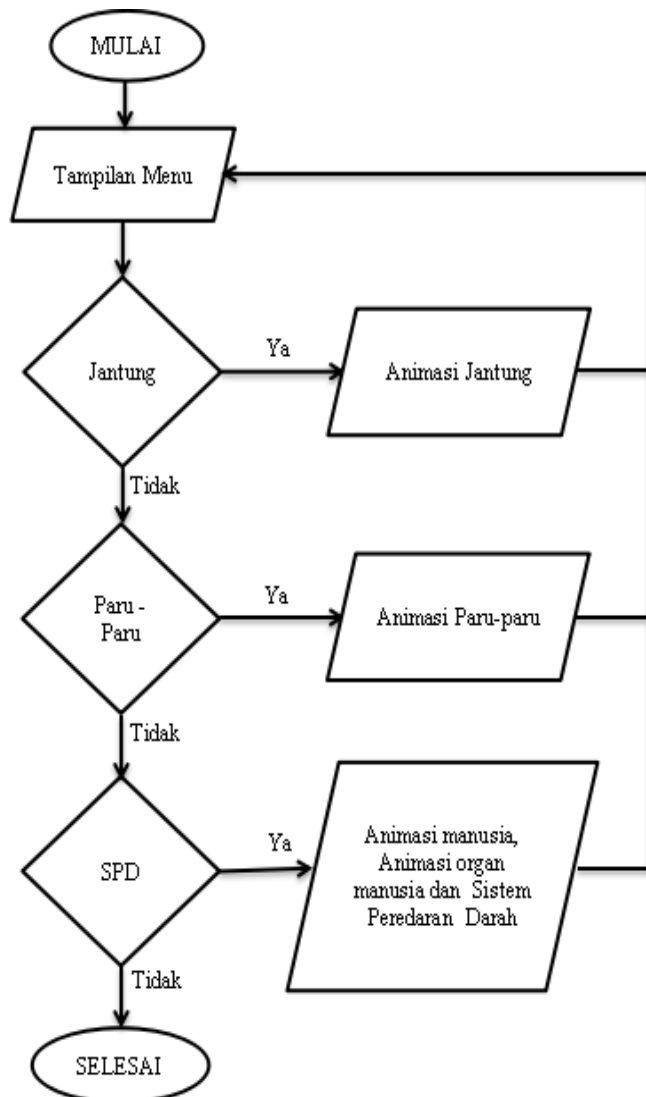 MULAI
Tampilan Menu
Jantung
Ya
Animasi Jantung
Tidak
Paru -
Paru
Ya
Animasi Paru-paru
Tidak
SPD
Ya
Animasi manusia,
Animasi organ
manusia dan Sistem
Peredaran Darah
Tidak
SELESAI